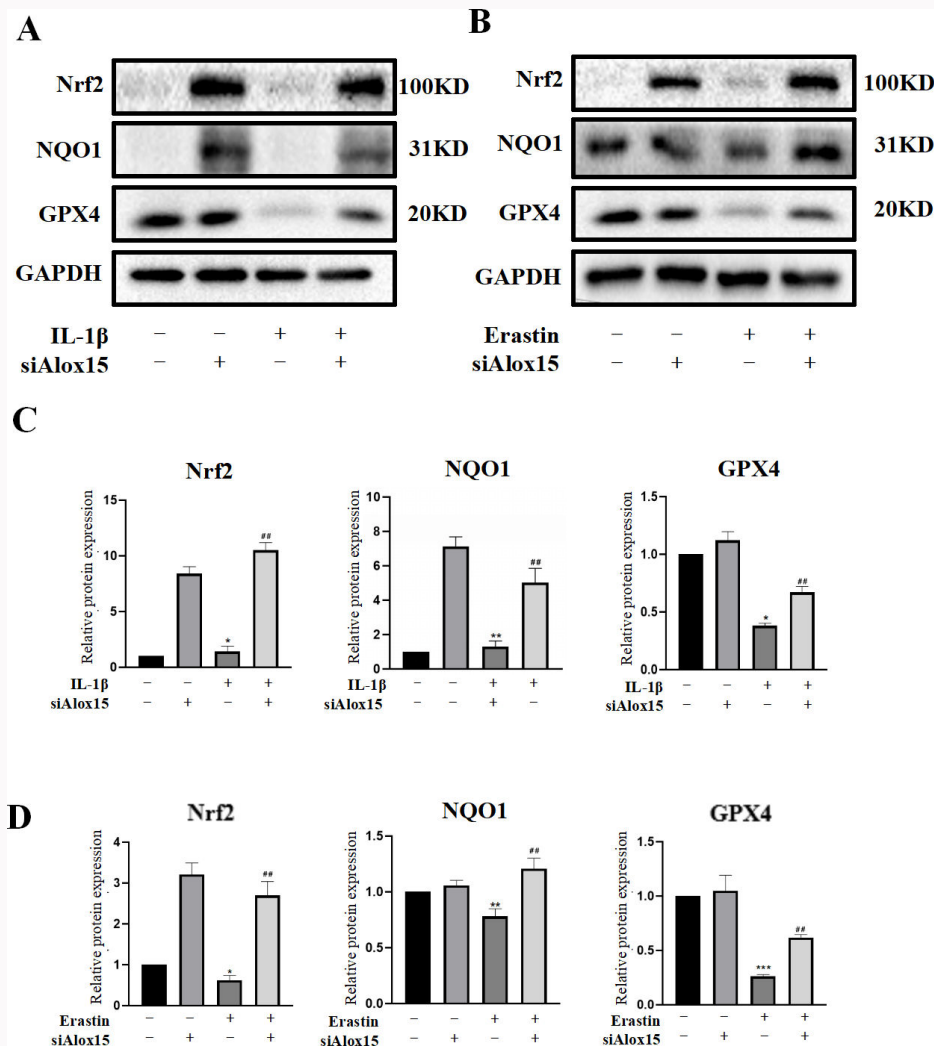 A
Nrf2 100KD
NQO1 31KD
GPX4 20KD
GAPDH
IL-1β – – + +
siAlox15 – + – +
B
Nrf2 100KD
NQO1 31KD
GPX4 20KD
GAPDH
Erastin – – + +
siAlox15 – + – +
C
Nrf2
Relative protein expression
15
10
5
0
*
##
IL-1β – – + +
siAlox15 – + – +
NQO1
Relative protein expression
10
8
6
4
2
0
**
##
IL-1β – – + +
siAlox15 – – + –
GPX4
Relative protein expression
1.5
1.0
0.5
0.0
*
##
IL-1β – – + +
siAlox15 – + – +
D
Nrf2
Relative protein expression
4
3
2
1
0
*
##
Erastin – – + +
siAlox15 – + – +
NQO1
Relative protein expression
1.5
1.0
0.5
0.0
**
##
Erastin – – + +
siAlox15 – + – +
GPX4
Relative protein expression
1.5
1.0
0.5
0.0
***
##
Erastin – – + +
siAlox15 – + – +